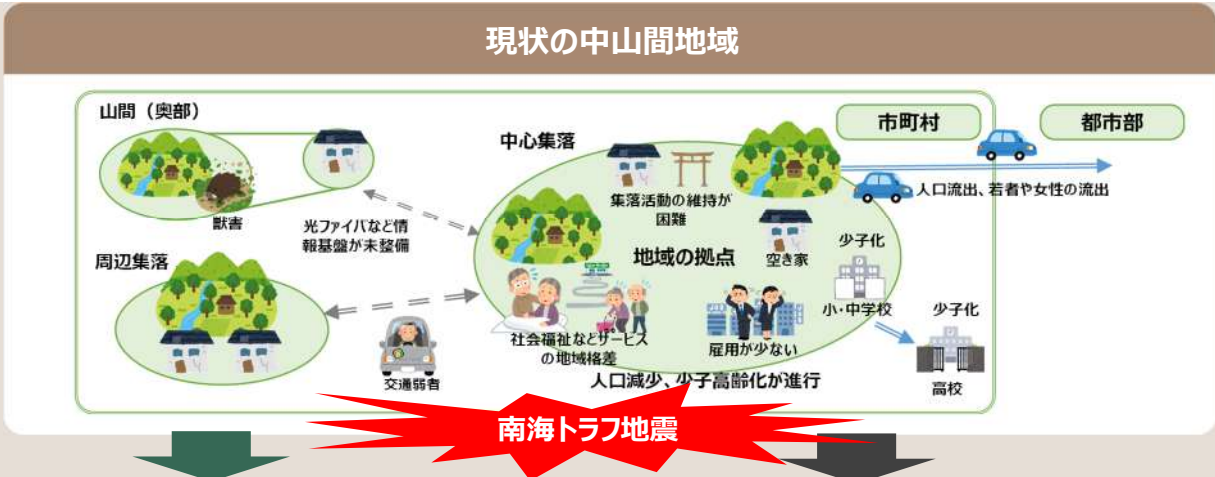 現状の中山間地域
山間（奥部）
獣害
光ファイバなど情
報基盤が未整備
周辺集落
交通弱者
中心集落
集落活動の維持が
困難
地域の拠点
空き家
社会福祉などサービス
の地域格差
雇用が少ない
人口減少、少子高齢化が進行
少子化
小・中学校
少子化
高校
市町村
都市部
人口流出、若者や女性の流出
南海トラフ地震